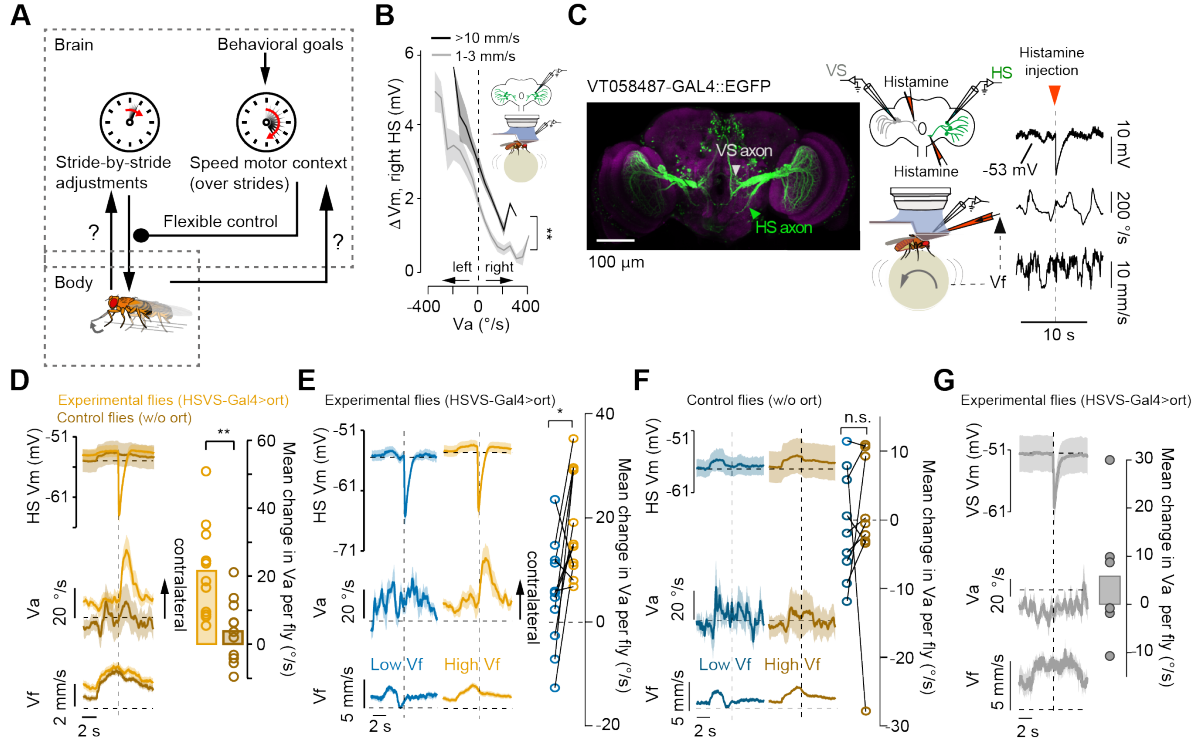 A
Brain
Behavioral goals
Stride-by-stride
adjustments
Speed motor context
(over strides)
Flexible control
?
?
Body
B
>10 mm/s
1-3 mm/s
ΔVm, right HS (mV)
6
4
2
0
left
right
**
-400
0
400
Va (°/s)
C
VT058487-GAL4::EGFP
VS axon
HS axon
100 µm
VS
Histamine
HS
Histamine
Vf
Histamine
injection
-53 mV
10 mV
200 °/s
10 mm/s
10 s
D
Experimental flies (HSVS-Gal4>ort)
Control flies (w/o ort)
HS Vm (mV)
-51
-61
Va
20 °/s
Vf
2 mm/s
2 s
contralateral
**
60
40
20
0
Mean change in Va per fly (°/s)
E
Experimental flies (HSVS-Gal4>ort)
HS Vm (mV)
-51
-61
-71
Va
20 °/s
Low Vf
High Vf
Vf
5 mm/s
2 s
contralateral
*
40
20
0
-20
Mean change in Va per fly (°/s)
F
Control flies (w/o ort)
HS Vm (mV)
-51
-61
Va
20 °/s
Low Vf
High Vf
Vf
5 mm/s
2 s
n.s.
10
0
-10
-20
-30
Mean change in Va per fly (°/s)
G
Experimental flies (HSVS-Gal4>ort)
VS Vm (mV)
-51
-61
Va
20 °/s
Vf
5 mm/s
2 s
30
20
10
0
-10
Mean change in Va per fly (°/s)